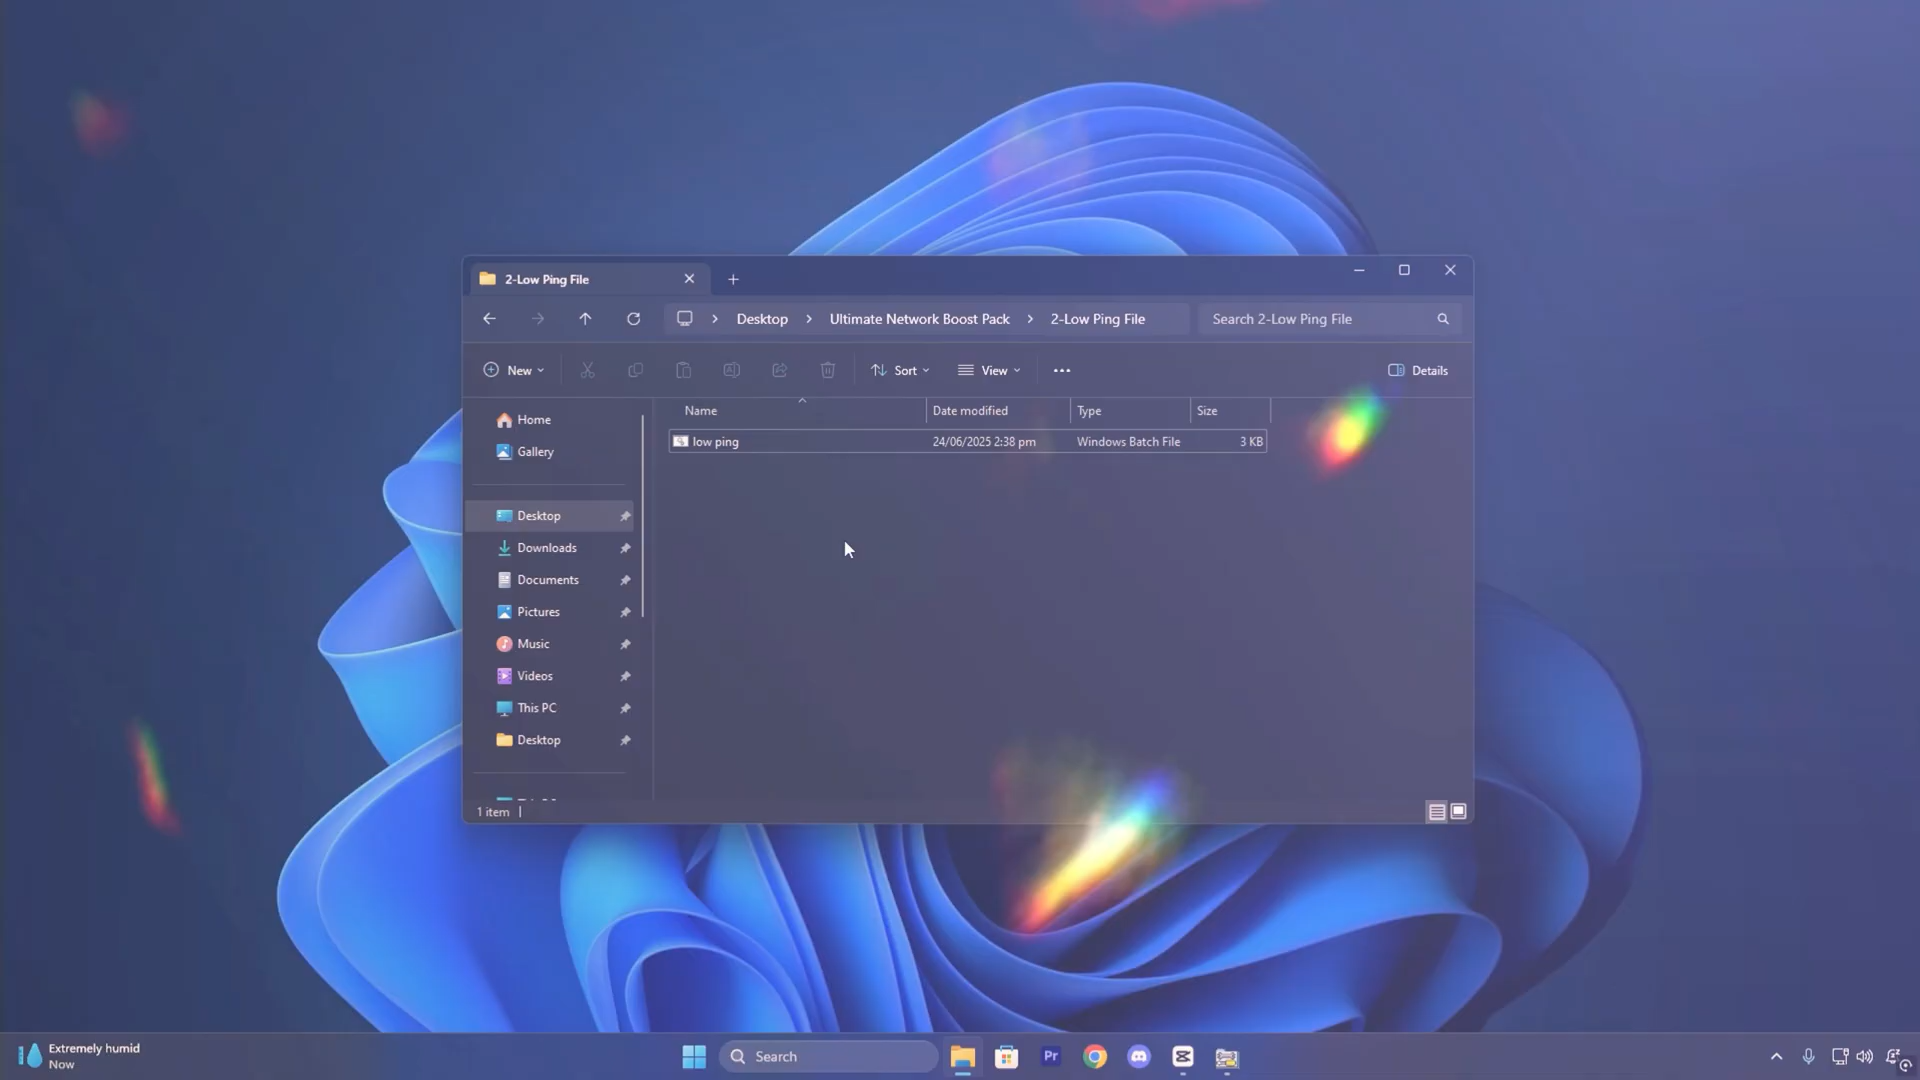 2-Low Ping File
Desktop > Ultimate Network Boost Pack > 2-Low Ping File
Search 2-Low Ping File
New
Sort
View
Details
Name Date modified Type Size
low ping 24/06/2025 2:38 pm Windows Batch File 3 KB
Home
Gallery
Desktop
Downloads
Documents
Pictures
Music
Videos
This PC
Desktop
1 item
Extremely humid
Now
Search
Pr